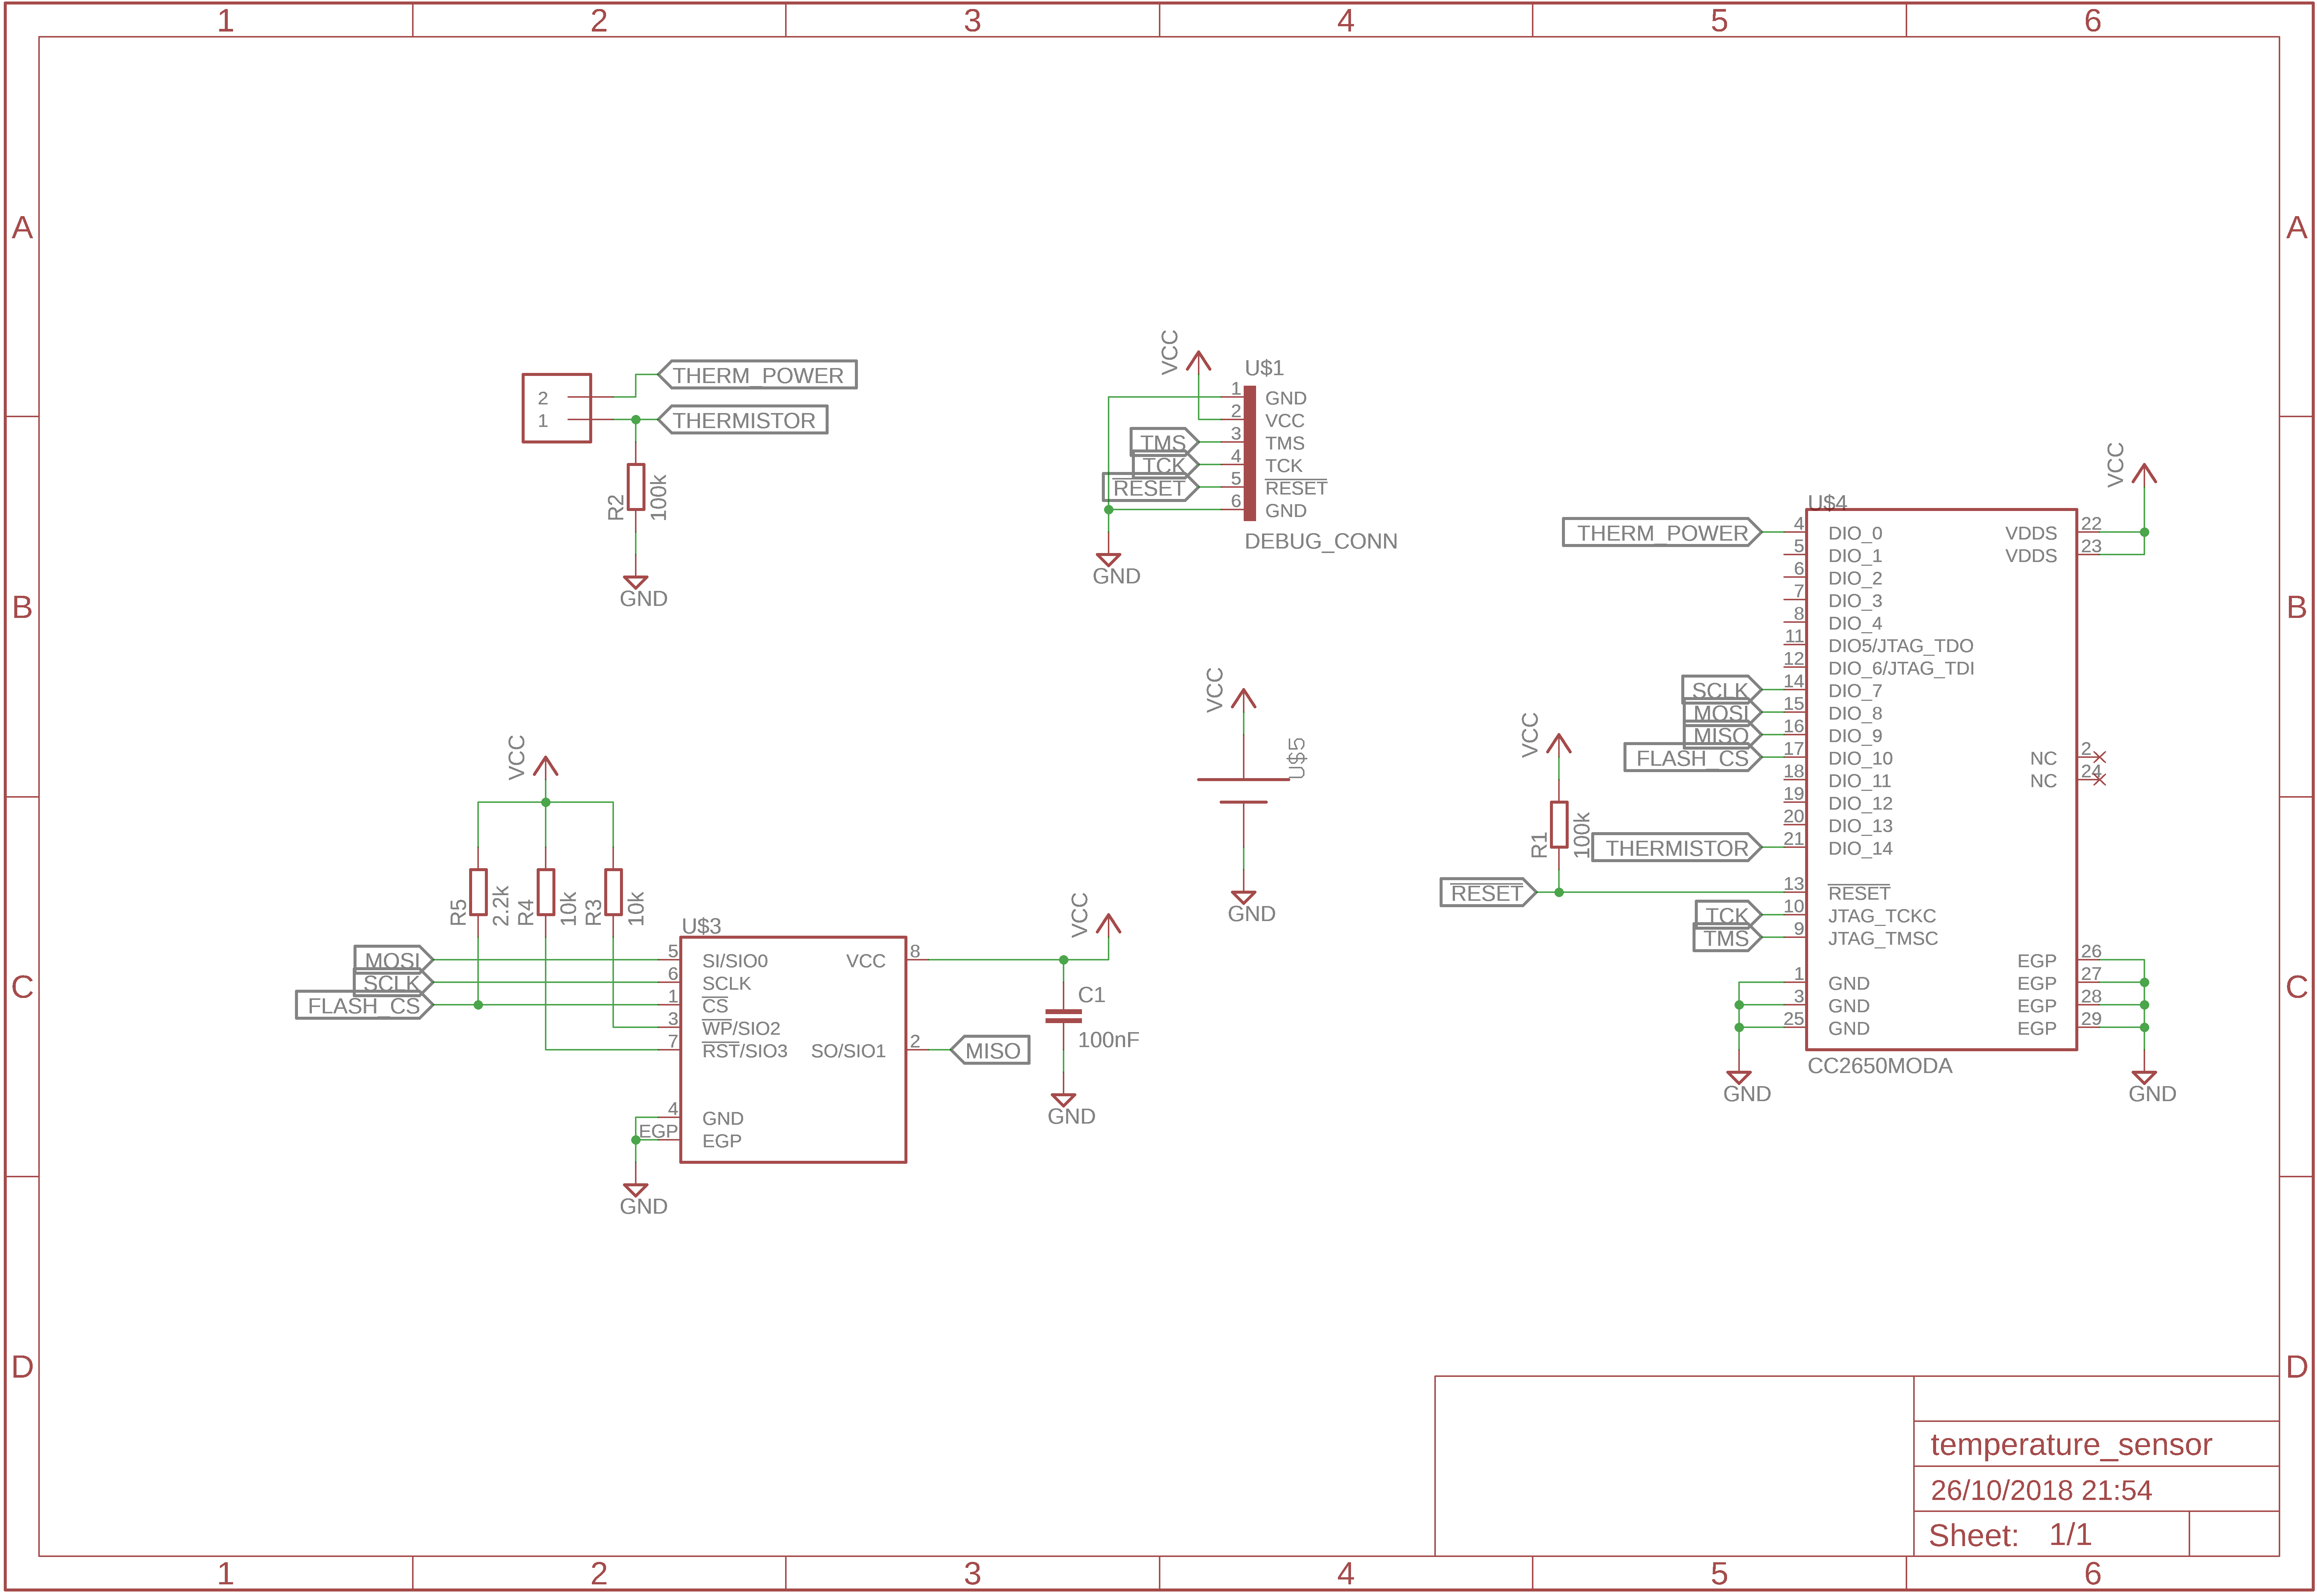 1 2 3 4 5 6
A A
B B
C C
D D
2 THERM_POWER
1 THERMISTOR
R2 100k
GND
VCC
U$1
1 GND
2 VCC
TMS 3 TMS
TCK 4 TCK
RESET 5 RESET
6 GND
DEBUG_CONN
GND
VCC
U$5
GND
VCC
R5 2.2k
R4 10k
R3 10k
U$3
MOSI 5 SI/SIO0
SCLK 6 SCLK
FLASH_CS 1 CS
3 WP/SIO2
7 RST/SIO3
4 GND
EGP EGP
GND
VCC 8
SO/SIO1 2 MISO
VCC
C1
100nF
GND
VCC
R1 100k
U$4
THERM_POWER 4 DIO_0
5 DIO_1
6 DIO_2
7 DIO_3
8 DIO_4
11 DIO5/JTAG_TDO
12 DIO_6/JTAG_TDI
SCLK 14 DIO_7
MOSI 15 DIO_8
MISO 16 DIO_9
FLASH_CS 17 DIO_10
18 DIO_11
19 DIO_12
20 DIO_13
THERMISTOR 21 DIO_14
RESET 13 RESET
TCK 10 JTAG_TCKC
TMS 9 JTAG_TMSC
1 GND
3 GND
25 GND
GND
VCC
VDDS 22
VDDS 23
NC 2
NC 24
EGP 26
EGP 27
EGP 28
EGP 29
GND
CC2650MODA
temperature_sensor
26/10/2018 21:54
Sheet: 1/1
1 2 3 4 5 6